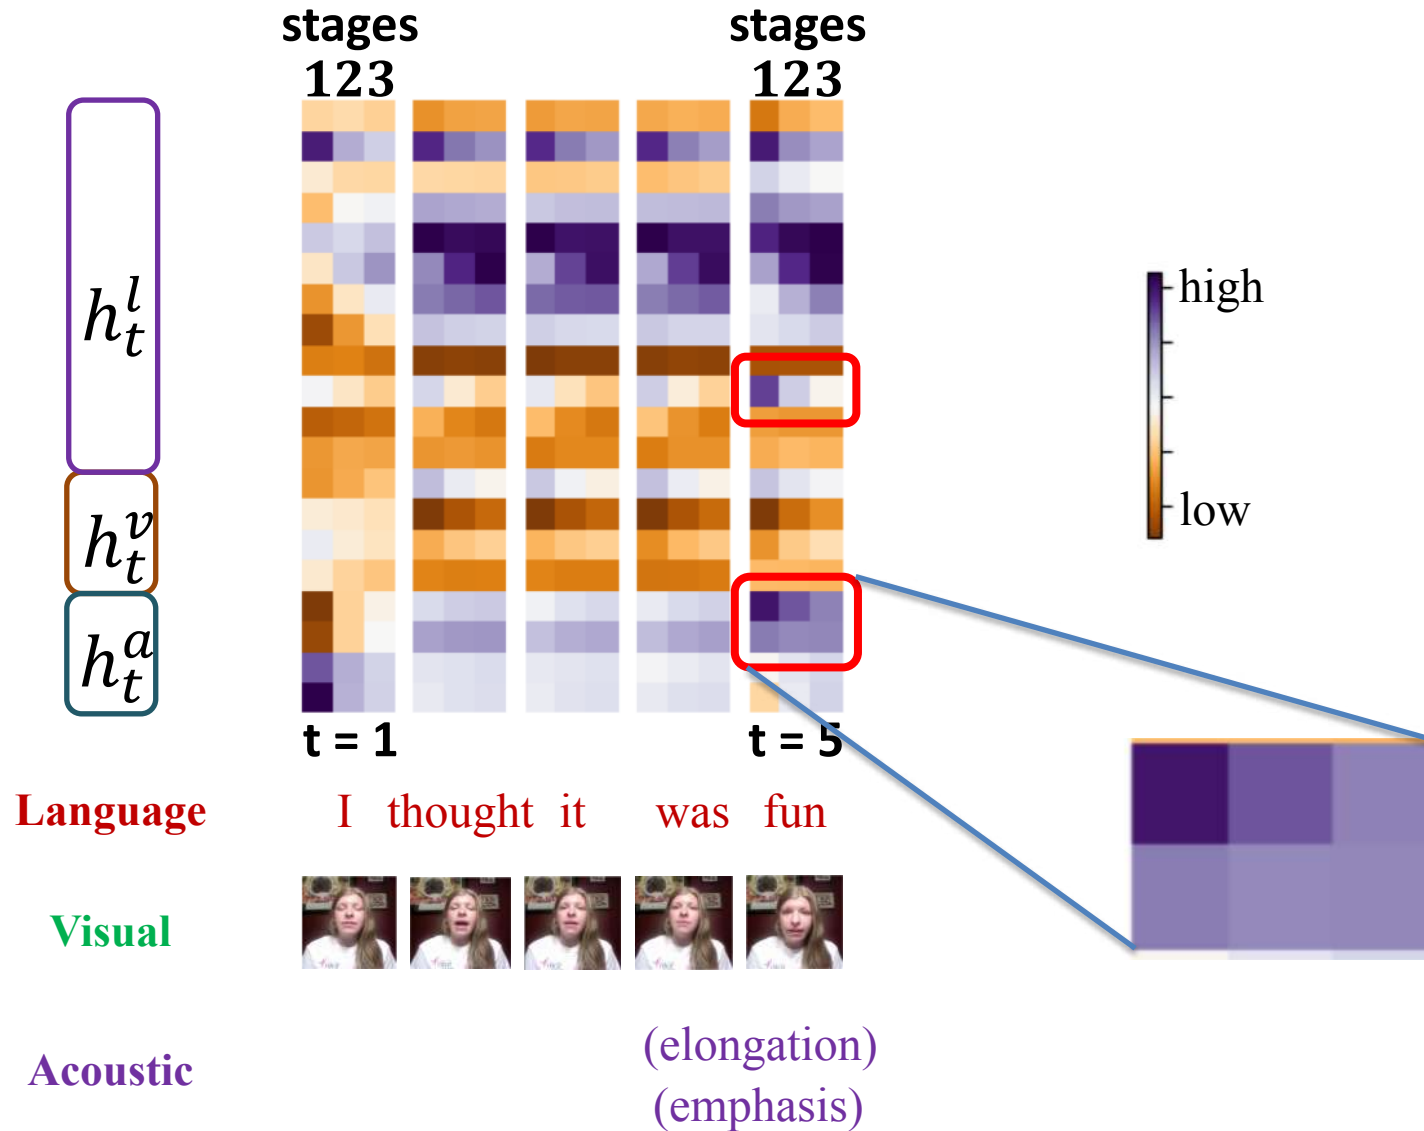 stages stages
123 123
h_t^l
h_t^v
h_t^a
high
low
t = 1 t = 5
Language I thought it was fun
Visual
Acoustic (elongation)
(emphasis)